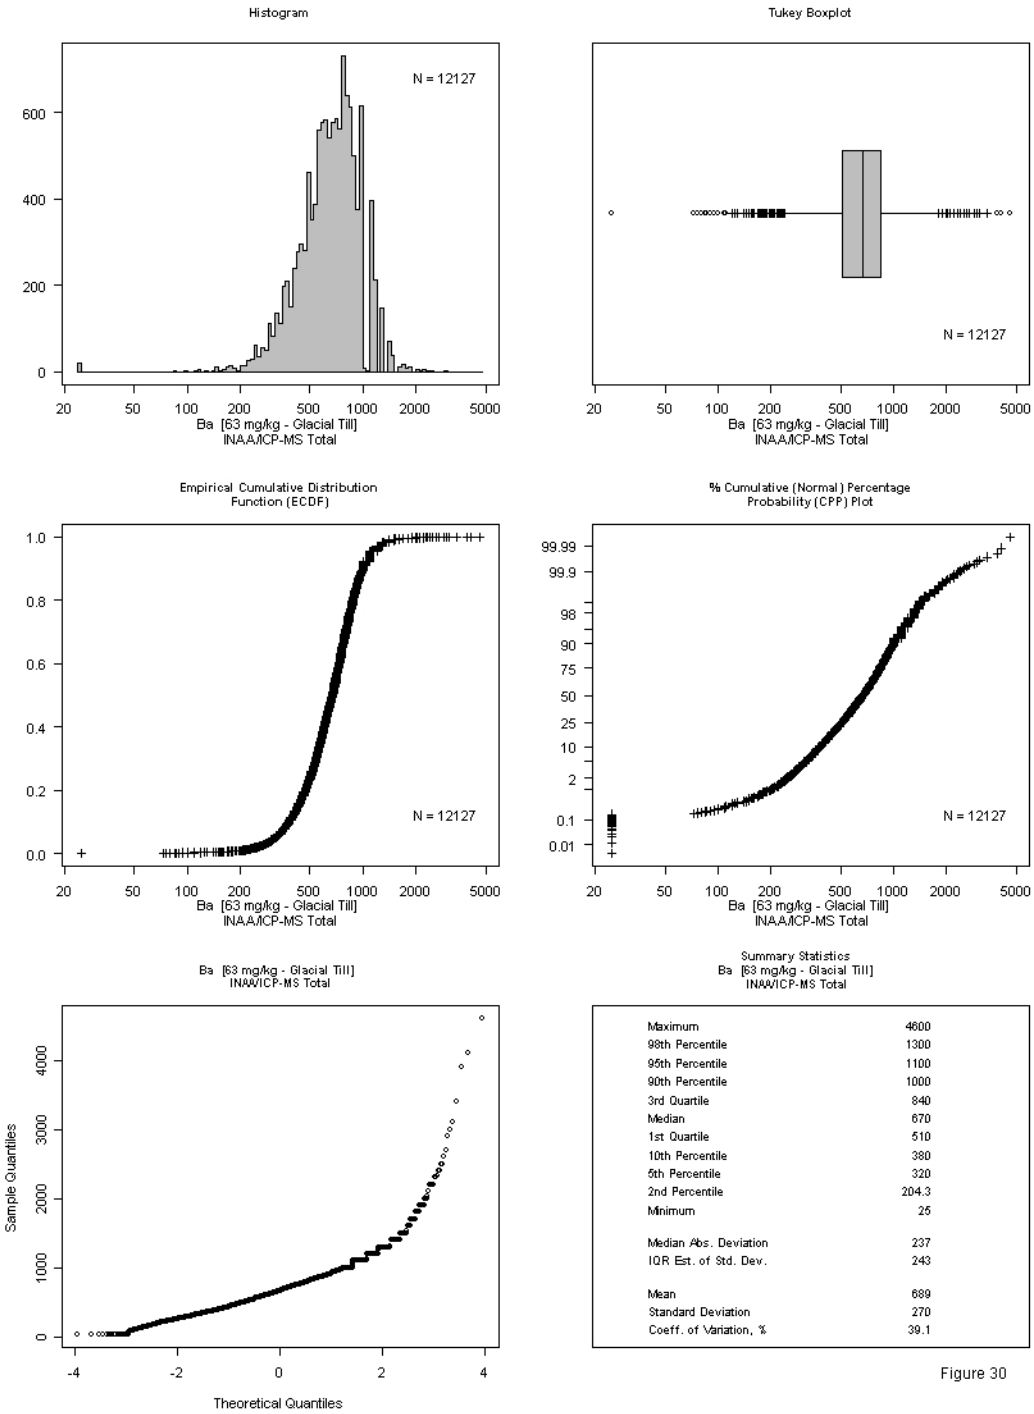 Histogram
N = 12127
600
400
200
0
20 50 100 200 500 1000 2000 5000
Ba [63 mg/kg - Glacial Till]
INAA/ICP-MS Total
Tukey Boxplot
N = 12127
20 50 100 200 500 1000 2000 5000
Ba [63 mg/kg - Glacial Till]
INAA/ICP-MS Total
Empirical Cumulative Distribution
Function (ECDF)
1.0
0.8
0.6
0.4
0.2
0.0
N = 12127
20 50 100 200 500 1000 2000 5000
Ba [63 mg/kg - Glacial Till]
INAA/ICP-MS Total
% Cumulative (Normal) Percentage
Probability (CPP) Plot
99.99
99.9
98
90
75
50
25
10
2
0.1
0.01
N = 12127
20 50 100 200 500 1000 2000 5000
Ba [63 mg/kg - Glacial Till]
INAA/ICP-MS Total
Ba [63 mg/kg - Glacial Till]
INAA/ICP-MS Total
Sample Quantiles
4000
3000
2000
1000
0
-4 -2 0 2 4
Theoretical Quantiles
Summary Statistics
Ba [63 mg/kg - Glacial Till]
INAA/ICP-MS Total
Maximum 4600
98th Percentile 1300
95th Percentile 1100
90th Percentile 1000
3rd Quartile 840
Median 670
1st Quartile 510
10th Percentile 380
5th Percentile 320
2nd Percentile 204.3
Minimum 25
Median Abs. Deviation 237
IQR Est. of Std. Dev. 243
Mean 689
Standard Deviation 270
Coeff. of Variation, % 39.1
Figure 30